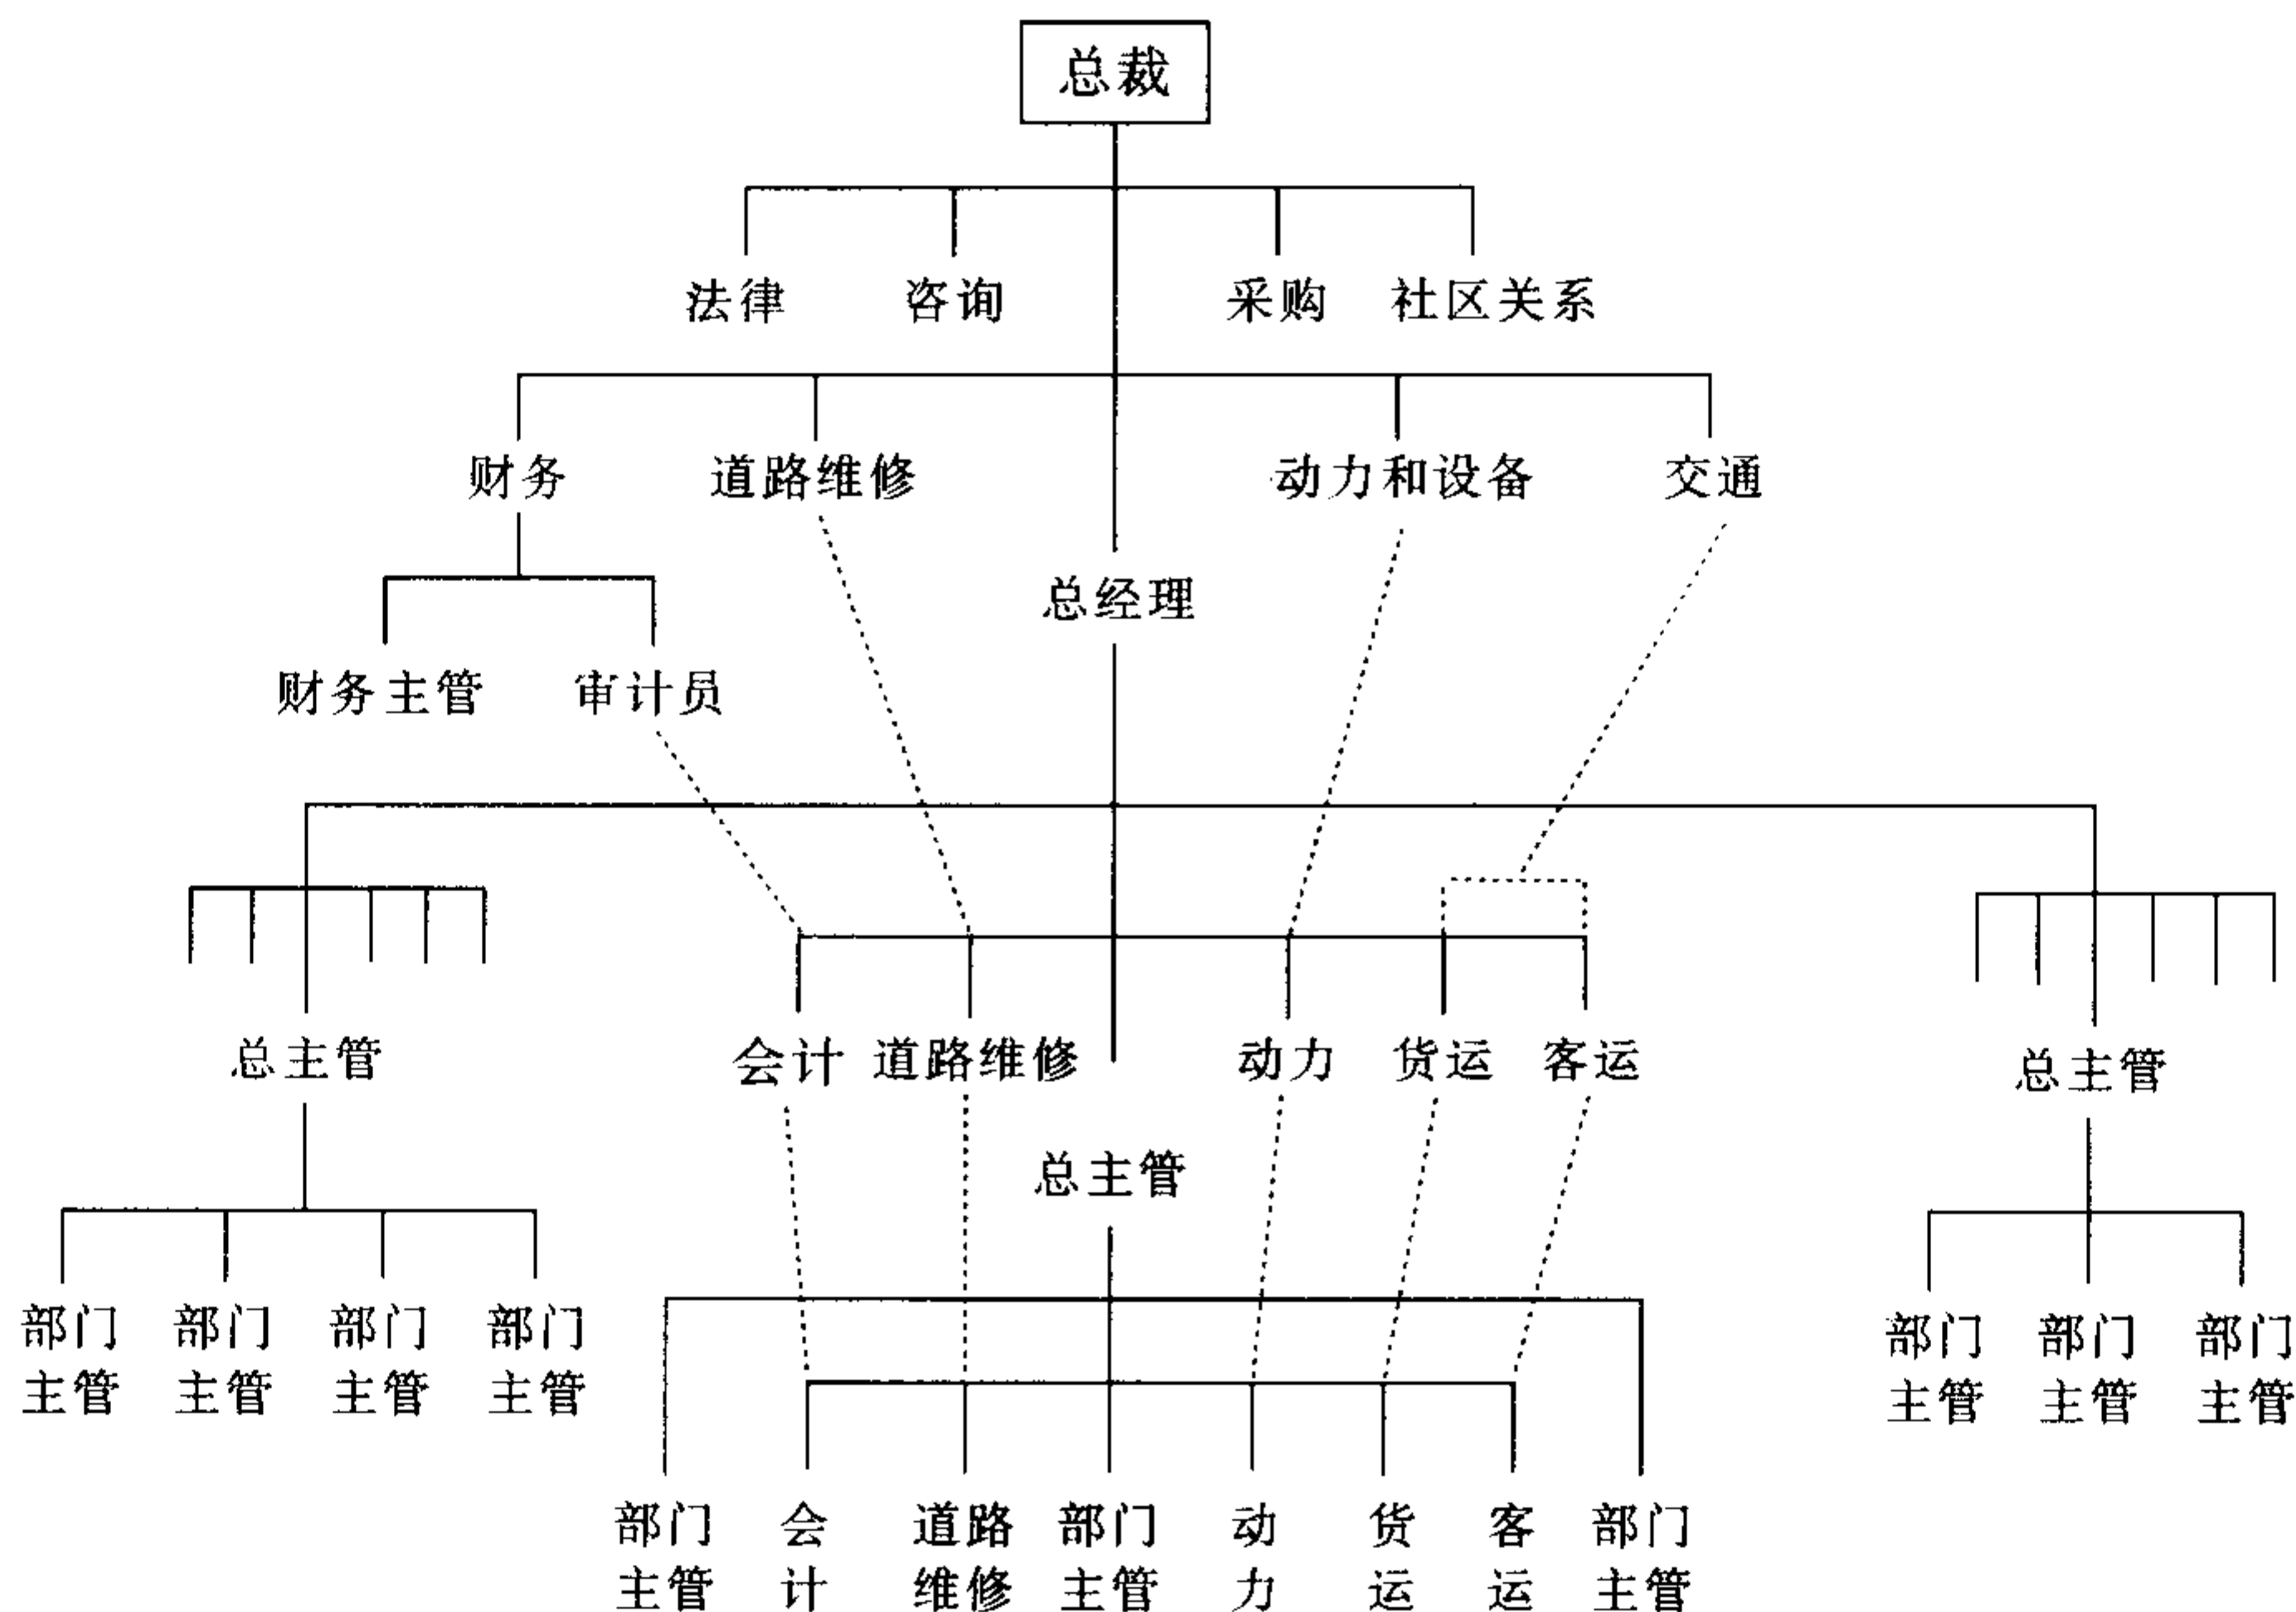 总裁
法律 咨询 采购 社区关系
财务 道路维修 动力和设备 交通
总经理
财务主管 审计员
总主管 会计 道路维修 动力 货运 客运 总主管
总主管
部门 部门 部门 部门 部门 部门 部门
主管 主管 主管 主管 主管 主管 主管
部门 会 道路 部门 动 货 客 部门
主管 计 维修 主管 力 运 运 主管